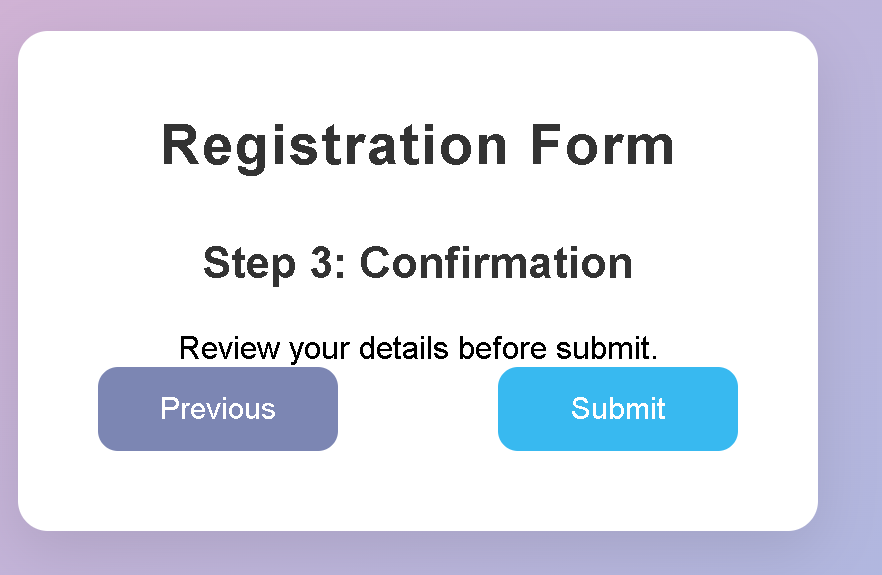 Registration Form
Step 3: Confirmation
Review your details before submit.
Previous
Submit